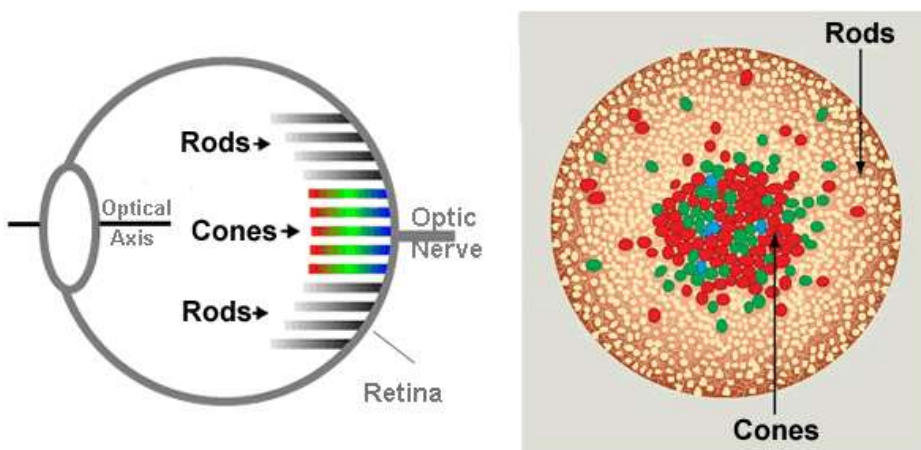 Rods
Optical
Axis
Cones
Optic
Nerve
Rods
Retina
Rods
Cones